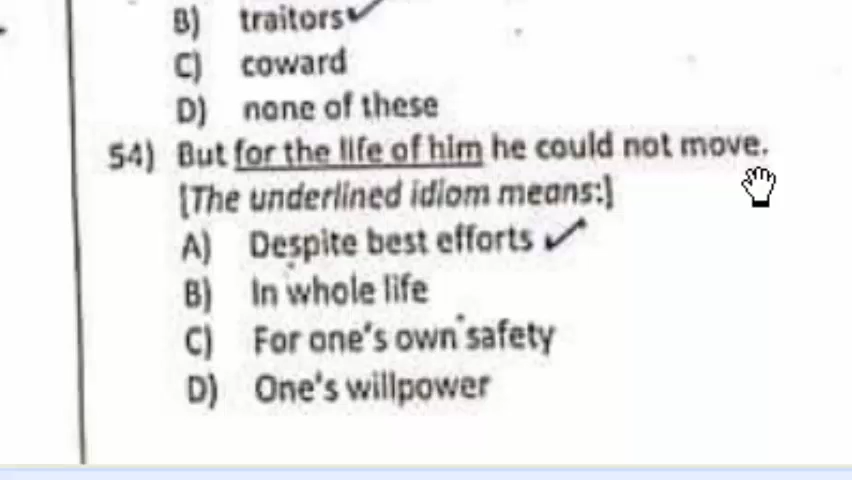 B) traitors
C) coward
D) none of these
54) But for the life of him he could not move.
[The underlined idiom means:]
A) Despite best efforts
B) In whole life
C) For one's own safety
D) One's willpower